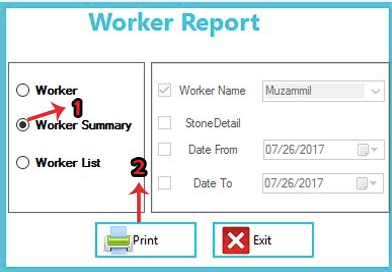 Worker Report
Worker
1
Worker Summary
Worker List
Worker Name Muzammil
StoneDetail
Date From 07/26/2017
Date To 07/26/2017
2
Print
Exit